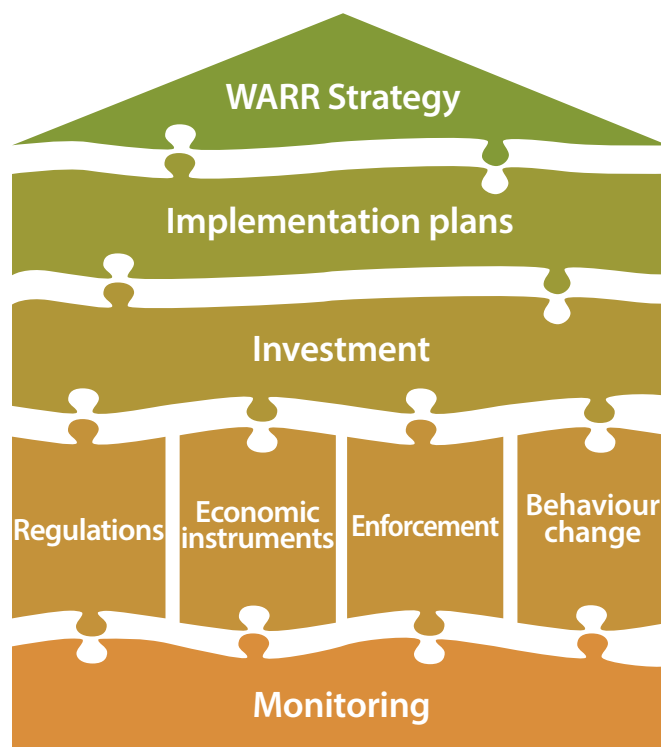 WARR Strategy
Implementation plans
Investment
Regulations
Economic
instruments
Enforcement
Behaviour
change
Monitoring